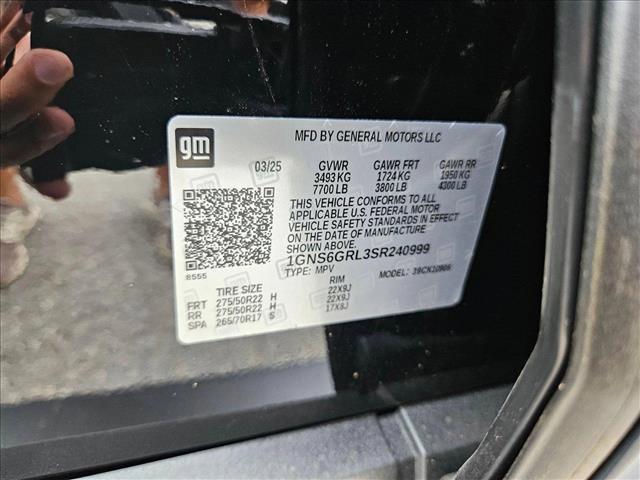 gm
MFD BY GENERAL MOTORS LLC
03/25 GVWR GAWR FRT GAWR RR
3493 KG 1724 KG 1950 KG
7700 LB 3800 LB 4300 LB
THIS VEHICLE CONFORMS TO ALL
APPLICABLE U.S. FEDERAL MOTOR
VEHICLE SAFETY STANDARDS IN EFFECT
ON THE DATE OF MANUFACTURE
SHOWN ABOVE.
1GNS6GRL3SR240999
8555 TYPE: MPV MODEL:
TIRE SIZE RIM
FRT 275/50R22 H 22X9J
RR 275/50R22 H 22X9J
SPA 265/70R17 S 17X8J